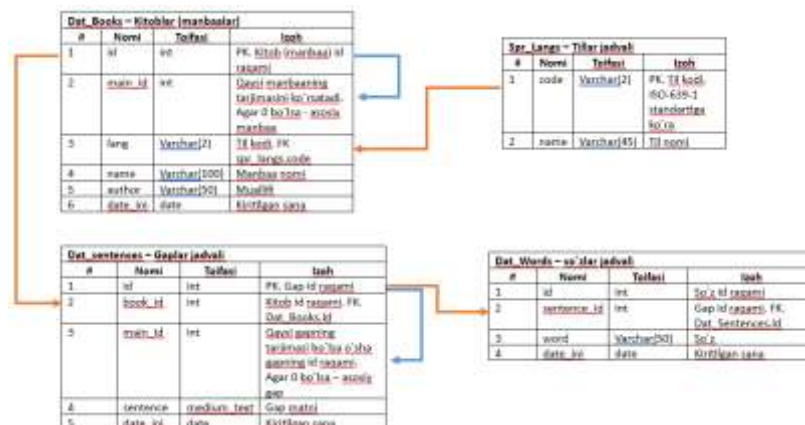 Dat_Books – Kitoblar (manbaalar)
# Nomi Toifasi Izoh
1 id int PK. Kitob (manbaa) id
raqami
2 main_id int Qaysi manbaaning
tarjimasini ko`rsatadi.
Agar 0 bo`lsa - asosiy
manbaa
3 lang Varchar(2) Til kodi. FK
spr_langs.code
4 name Varchar(100) Manbaa nomi
5 author Varchar(50) Muallifi
6 date_ini date Kiritilgan sana
Spr_Langs – Tillar jadvali
# Nomi Toifasi Izoh
1 code Varchar(2) PK. Til kodi.
ISO-639-1
standartiga
ko`ra
2 name Varchar(45) Til nomi
Dat_sentences – Gaplar jadvali
# Nomi Toifasi Izoh
1 id Int PK. Gap id raqami
2 book_id Int Kitob id raqami. FK.
Dat_Books.Id
3 main_id Int Qaysi gapning
tarjimasi bo`lsa o`sha
gapning id raqami.
Agar 0 bo`lsa – asosiy
gap
4 sentence medium_text Gap matni
5 date_ini date Kiritilgan sana
Dat_Words – so`zlar jadvali
# Nomi Toifasi Izoh
1 id Int So`z id raqami
2 sentence_id Int Gap id raqami. FK.
Dat_Sentences.Id
3 word Varchar(50) So`z
4 date_ini date Kiritilgan sana